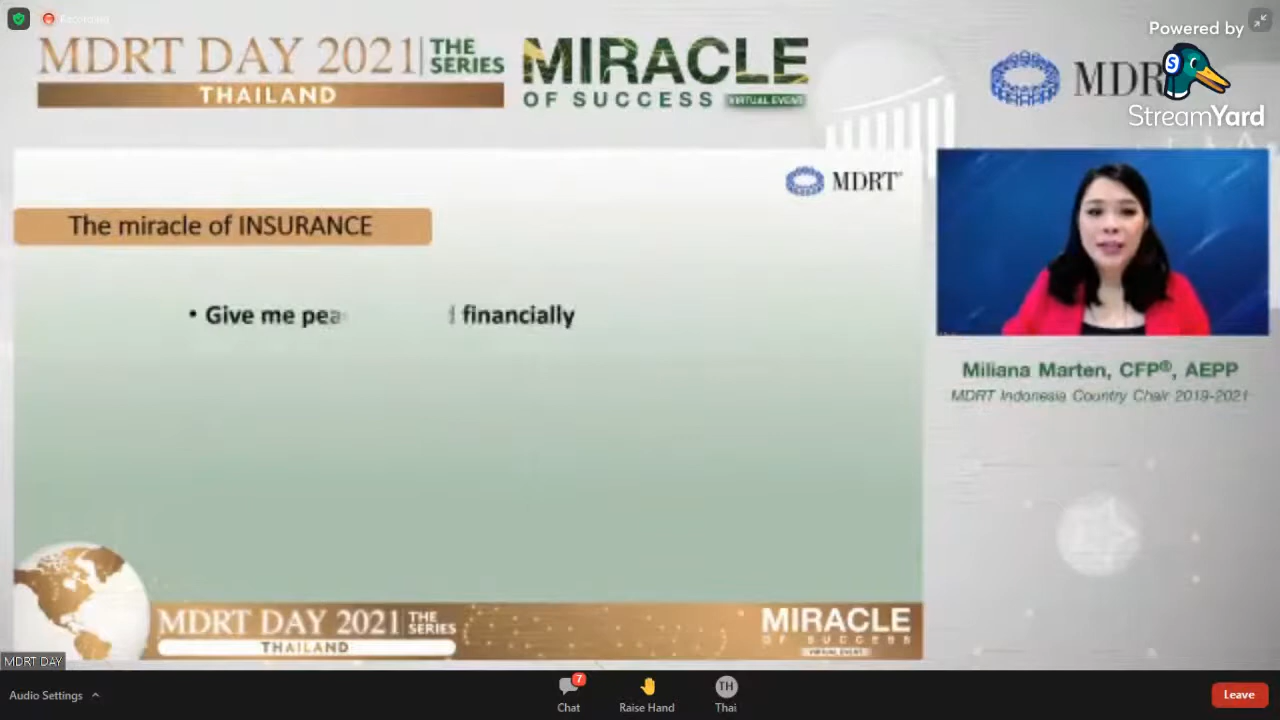 Recording
MDRT DAY 2021 THE SERIES
THAILAND
MIRACLE
OF SUCCESS VIRTUAL EVENT
MDR
Powered by
S
StreamYard
MDRT
The miracle of INSURANCE
• Give me pea financially
Miliana Marten, CFP®, AEPP
MDRT Indonesia Country Chair 2019-2021
MDRT DAY 2021 THE SERIES
THAILAND
MIRACLE
OF SUCCESS
VIRTUAL EVENT
MDRT DAY
Audio Settings
7
Chat
Raise Hand
TH
Thai
Leave